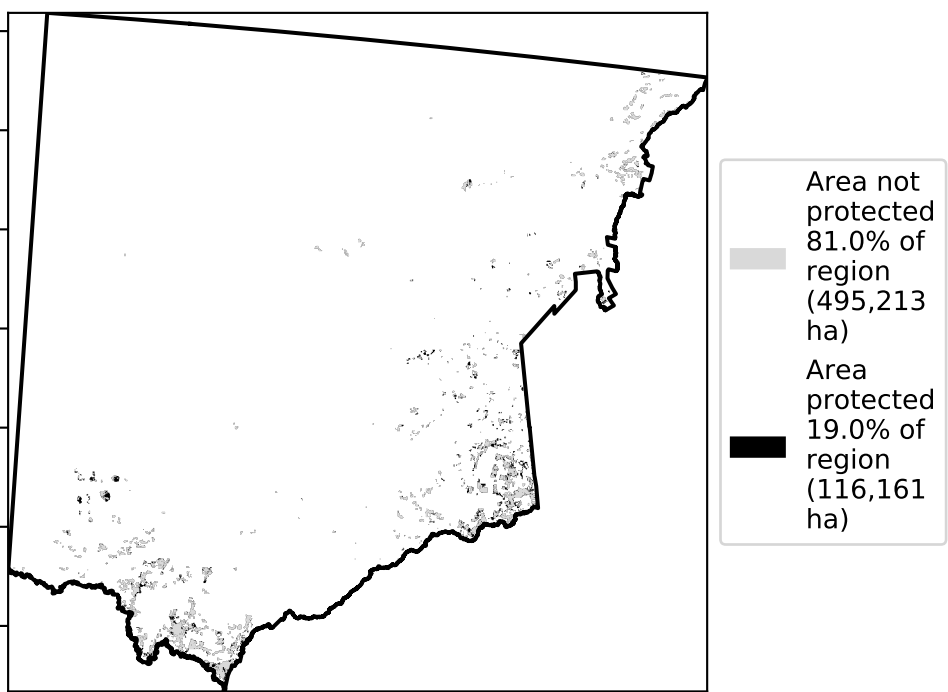 Area not
protected
81.0% of
region
(495,213
ha)
Area
protected
19.0% of
region
(116,161
ha)